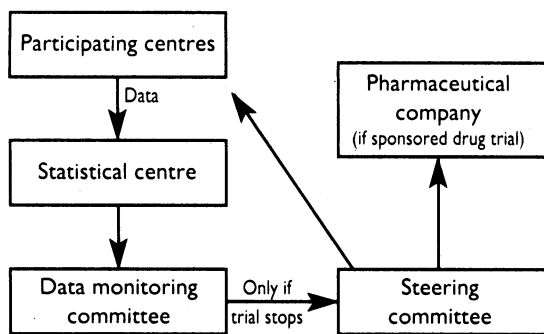 Participating centres
Data
Pharmaceutical
company
(if sponsored drug trial)
Statistical centre
Data monitoring
committee
Only if
trial stops
Steering
committee